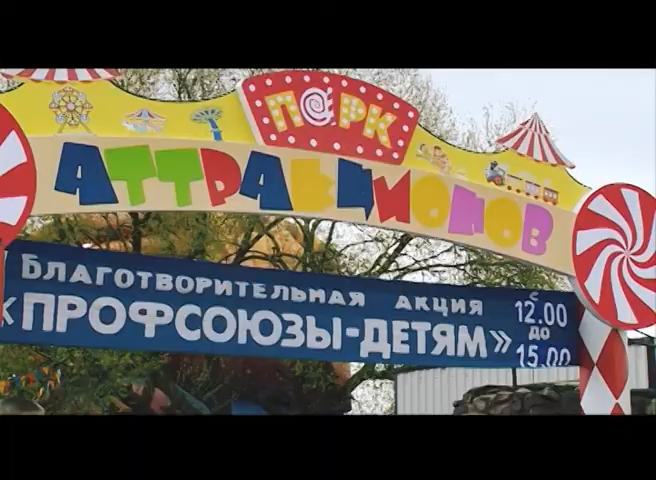 ПАРК
АТТРАКЦИОНОВ
БЛАГОТВОРИТЕЛЬНАЯ АКЦИЯ
«ПРОФСОЮЗЫ-ДЕТЯМ»
с
12.00
до
15.00